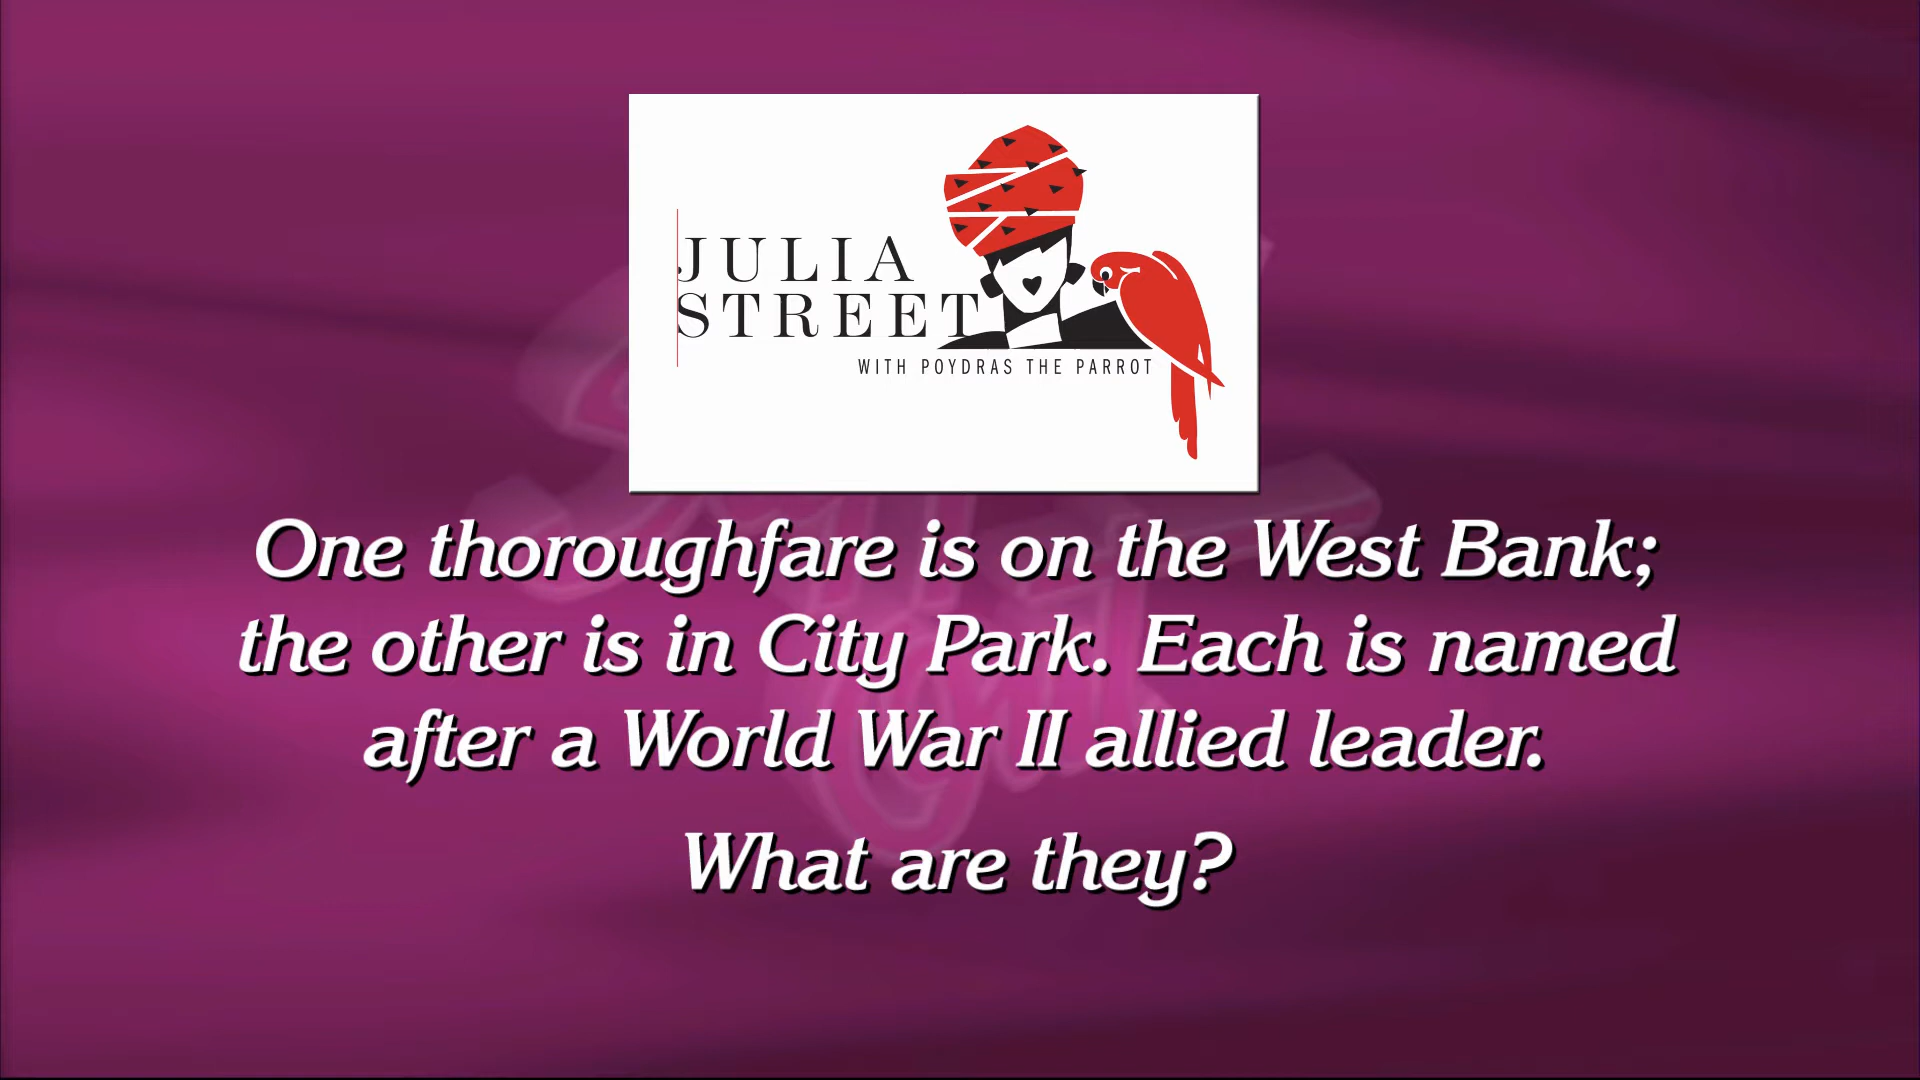 JULIA
STREET
WITH POYDRAS THE PARROT
One thoroughfare is on the West Bank;
the other is in City Park. Each is named
after a World War II allied leader.
What are they?